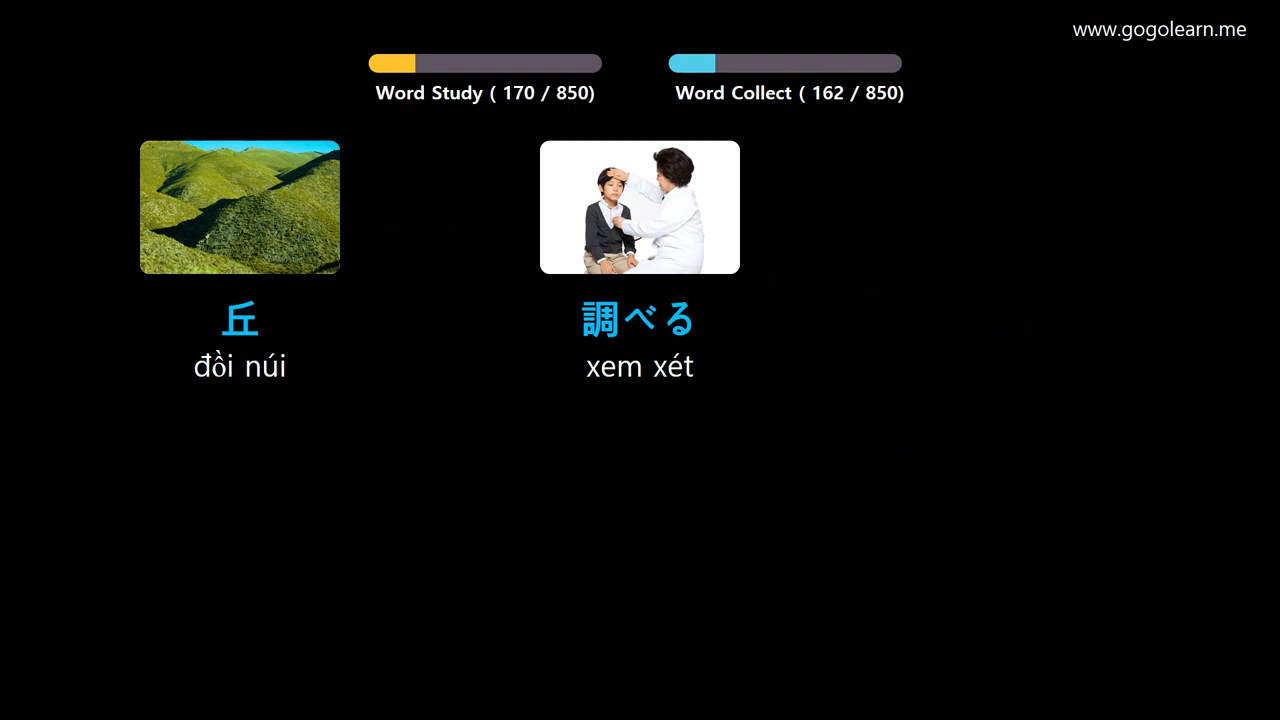 www.gogolearn.me
Word Study ( 170 / 850)
Word Collect ( 162 / 850)
丘
đồi núi
調べる
xem xét